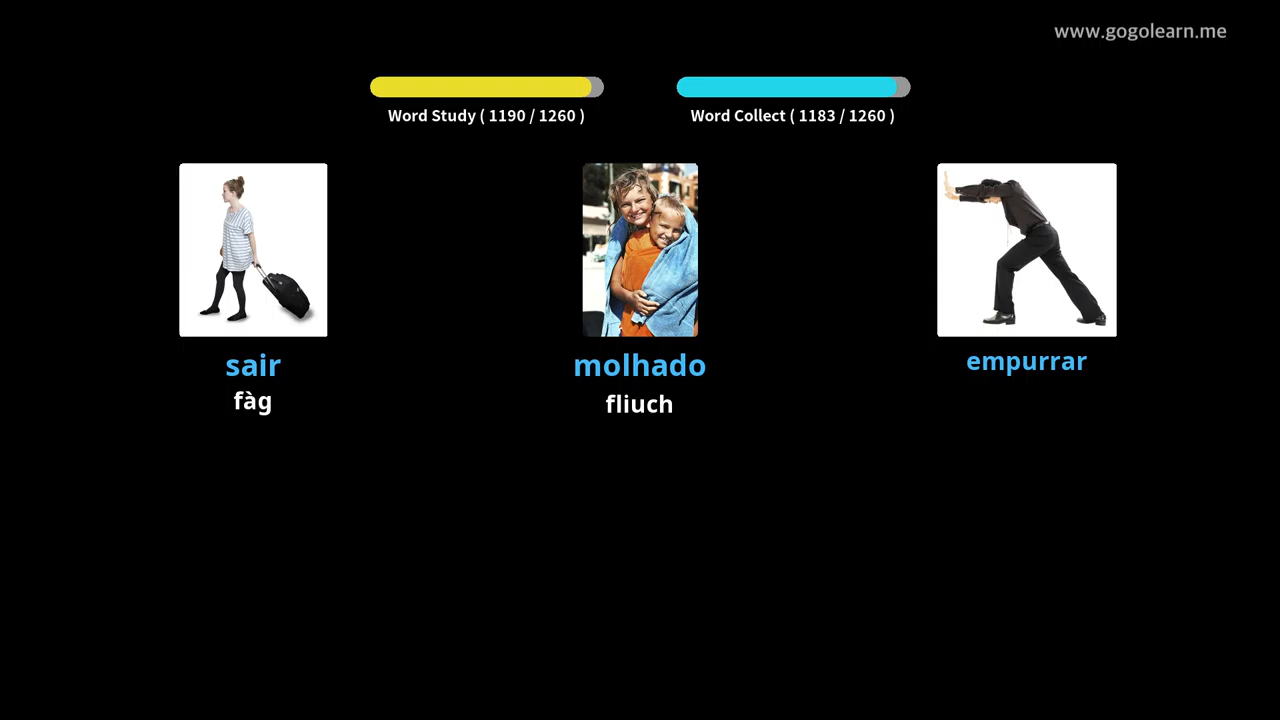 www.gogolearn.me
Word Study ( 1190 / 1260 )
Word Collect ( 1183 / 1260 )
sair
fàg
molhado
fliuch
empurrar